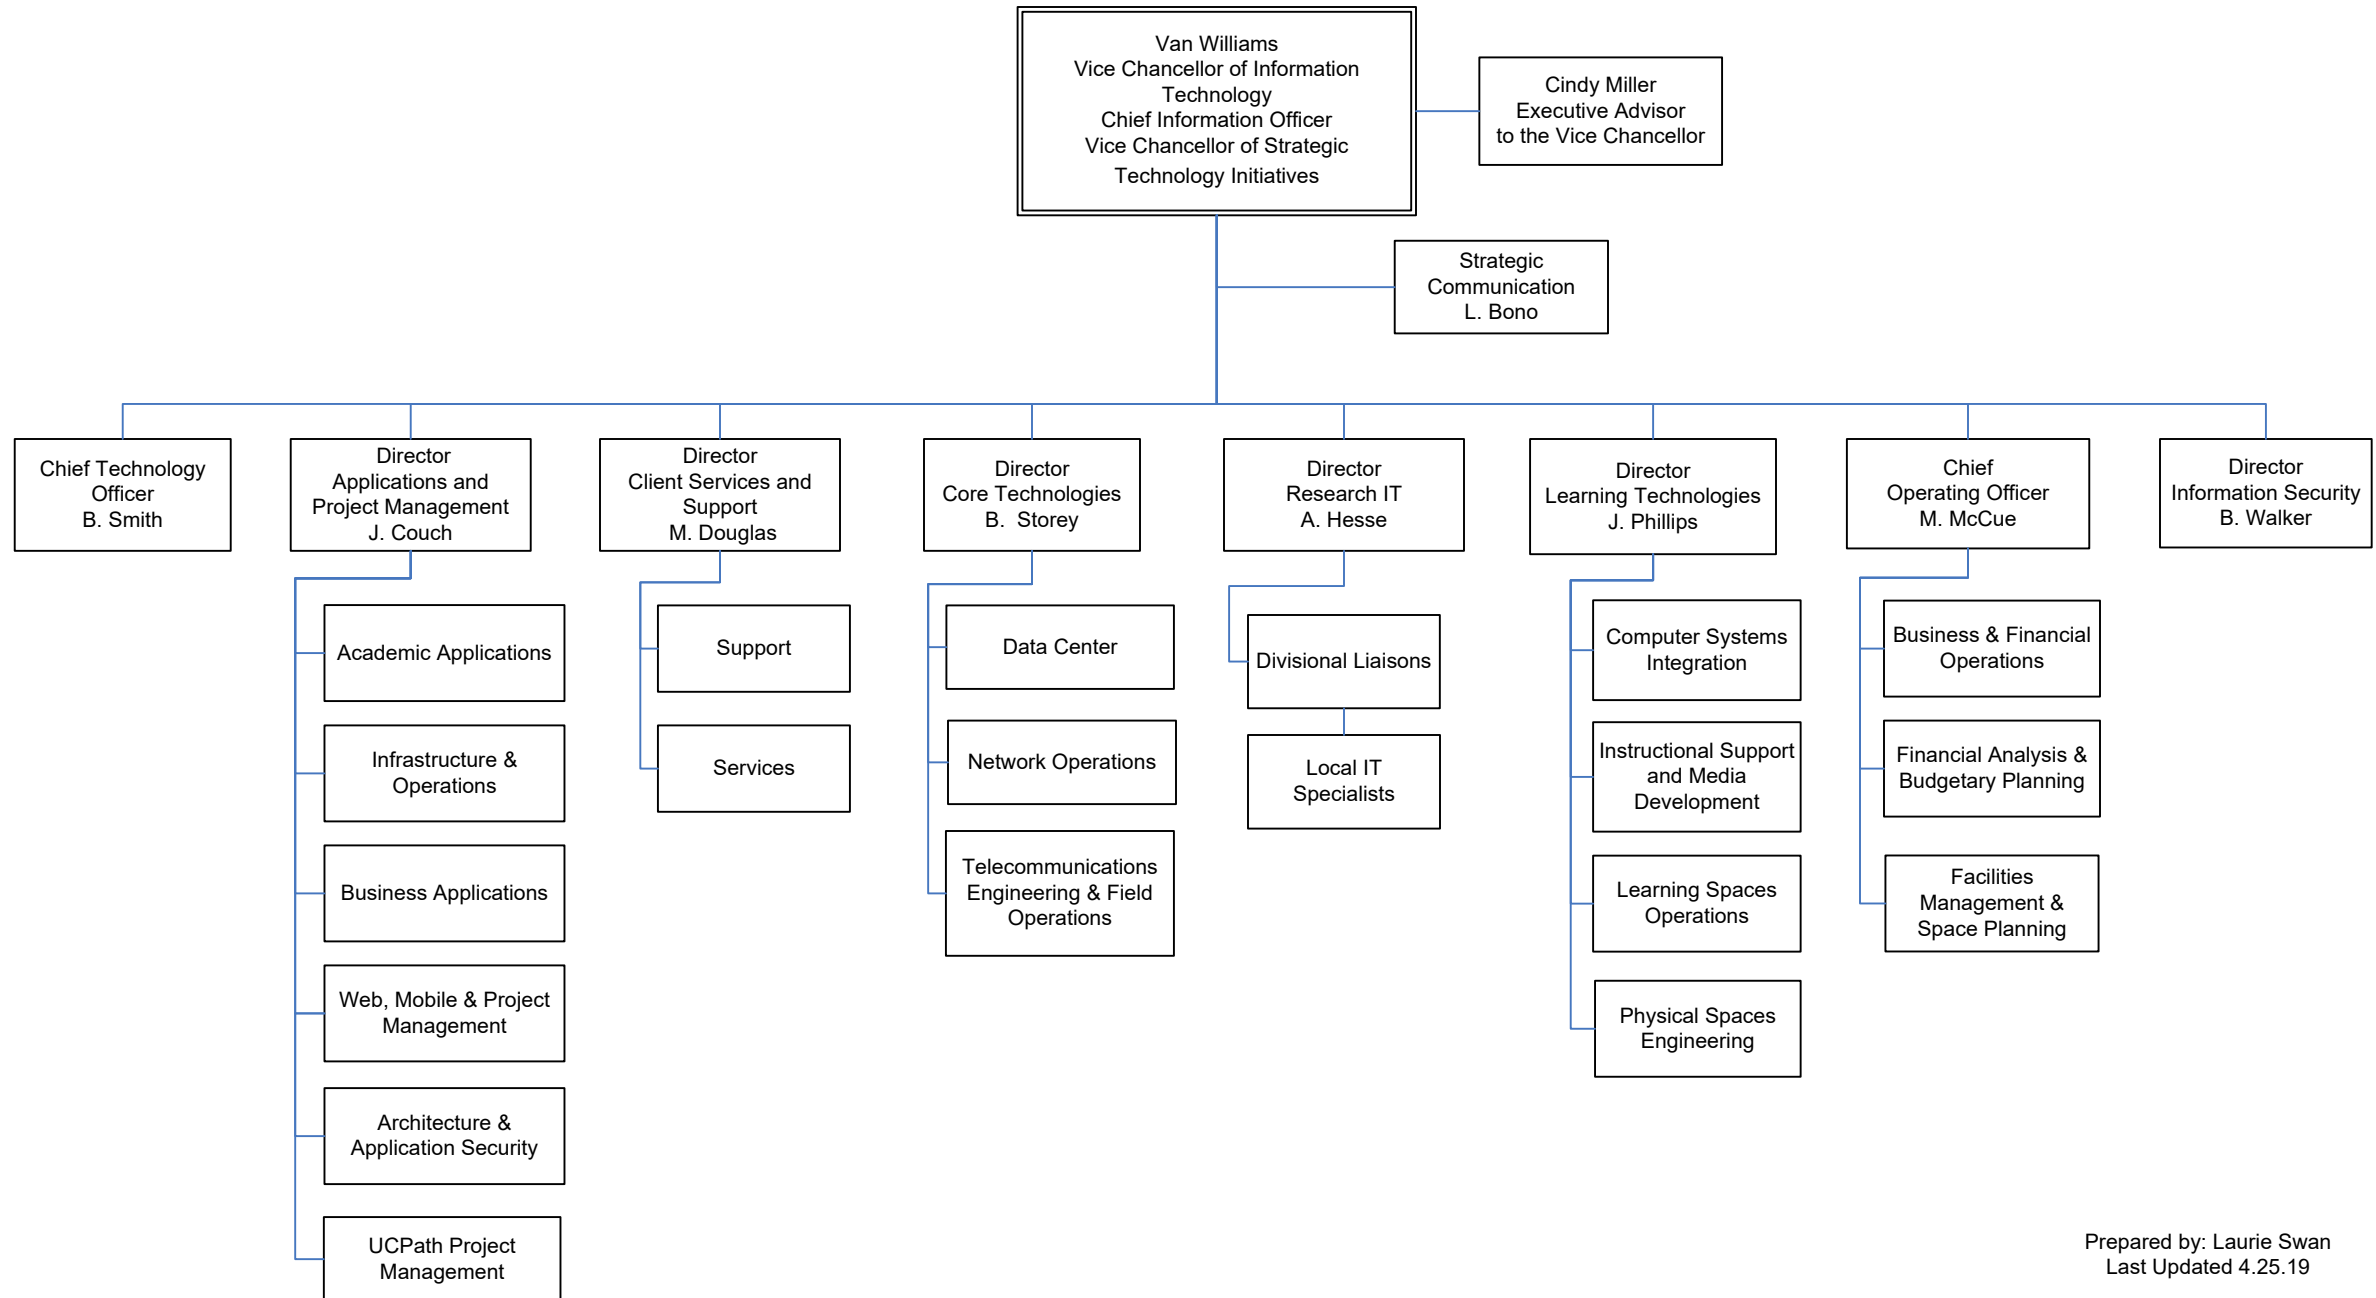 Van Williams
Vice Chancellor of Information
Technology
Chief Information Officer
Vice Chancellor of Strategic
Technology Initiatives
Cindy Miller
Executive Advisor
to the Vice Chancellor
Strategic
Communication
L. Bono
Chief Technology
Officer
B. Smith
Director
Applications and
Project Management
J. Couch
Director
Client Services and
Support
M. Douglas
Director
Core Technologies
B.  Storey
Director
Research IT
A. Hesse
Director
Learning Technologies
J. Phillips
Chief
Operating Officer
M. McCue
Director
Information Security
B. Walker
Academic Applications
Infrastructure &
Operations
Business Applications
Web, Mobile & Project
Management
Architecture &
Application Security
UCPath Project
Management
Support
Services
Data Center
Network Operations
Telecommunications
Engineering & Field
Operations
Divisional Liaisons
Local IT
Specialists
Computer Systems
Integration
Instructional Support
and Media
Development
Learning Spaces
Operations
Physical Spaces
Engineering
Business & Financial
Operations
Financial Analysis &
Budgetary Planning
Facilities
Management &
Space Planning
Prepared by: Laurie Swan
Last Updated 4.25.19